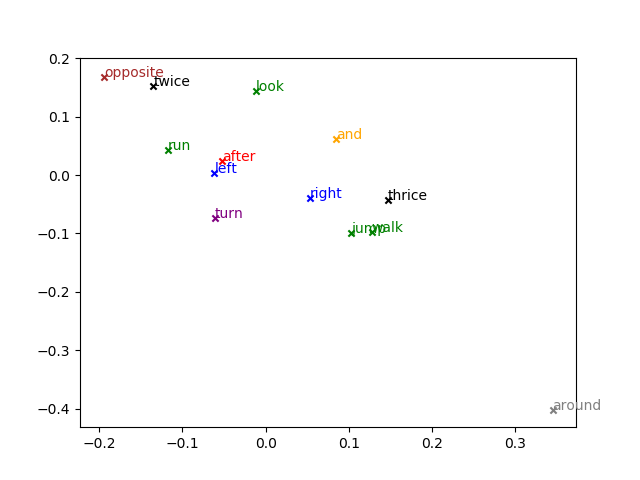 0.2
opposite
twice
look
0.1
and
run
after
left
0.0
right
thrice
turn
jump
walk
−0.1
−0.2
−0.3
around
−0.4
−0.2 −0.1 0.0 0.1 0.2 0.3